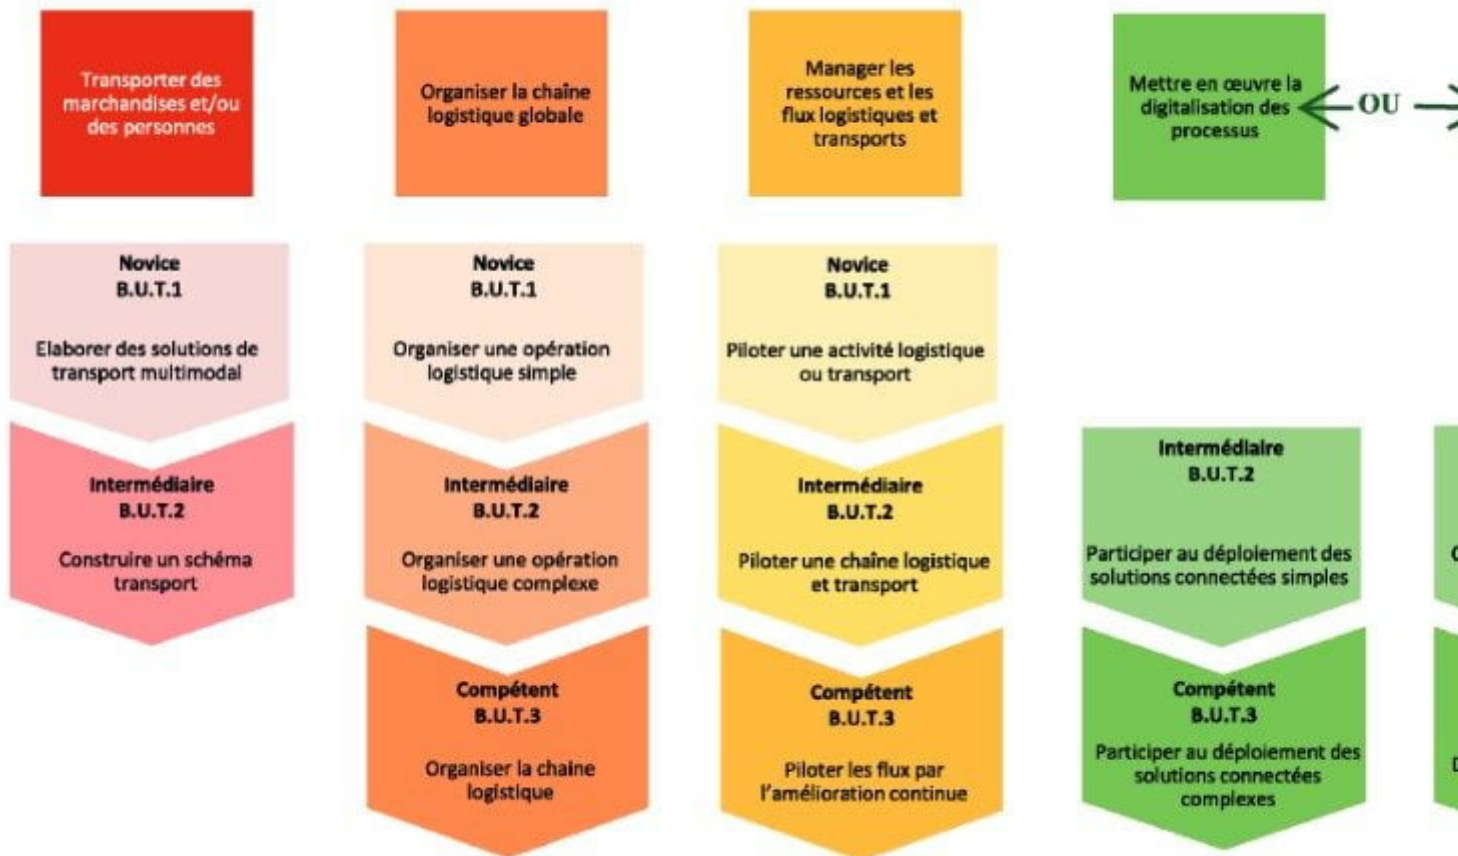 Transporter des
marchandises et/ou
des personnes
Organiser la chaîne
logistique globale
Manager les
ressources et les
flux logistiques et
transports
Mettre en œuvre la
digitalisation des
processus
OU
Novice
B.U.T.1
Elaborer des solutions de
transport multimodal
Novice
B.U.T.1
Organiser une opération
logistique simple
Novice
B.U.T.1
Piloter une activité logistique
ou transport
Intermédiaire
B.U.T.2
Construire un schéma
transport
Intermédiaire
B.U.T.2
Organiser une opération
logistique complexe
Intermédiaire
B.U.T.2
Piloter une chaîne logistique
et transport
Intermédiaire
B.U.T.2
Participer au déploiement des
solutions connectées simples
Compétent
B.U.T.3
Organiser la chaine
logistique
Compétent
B.U.T.3
Piloter les flux par
l'amélioration continue
Compétent
B.U.T.3
Participer au déploiement des
solutions connectées
complexes